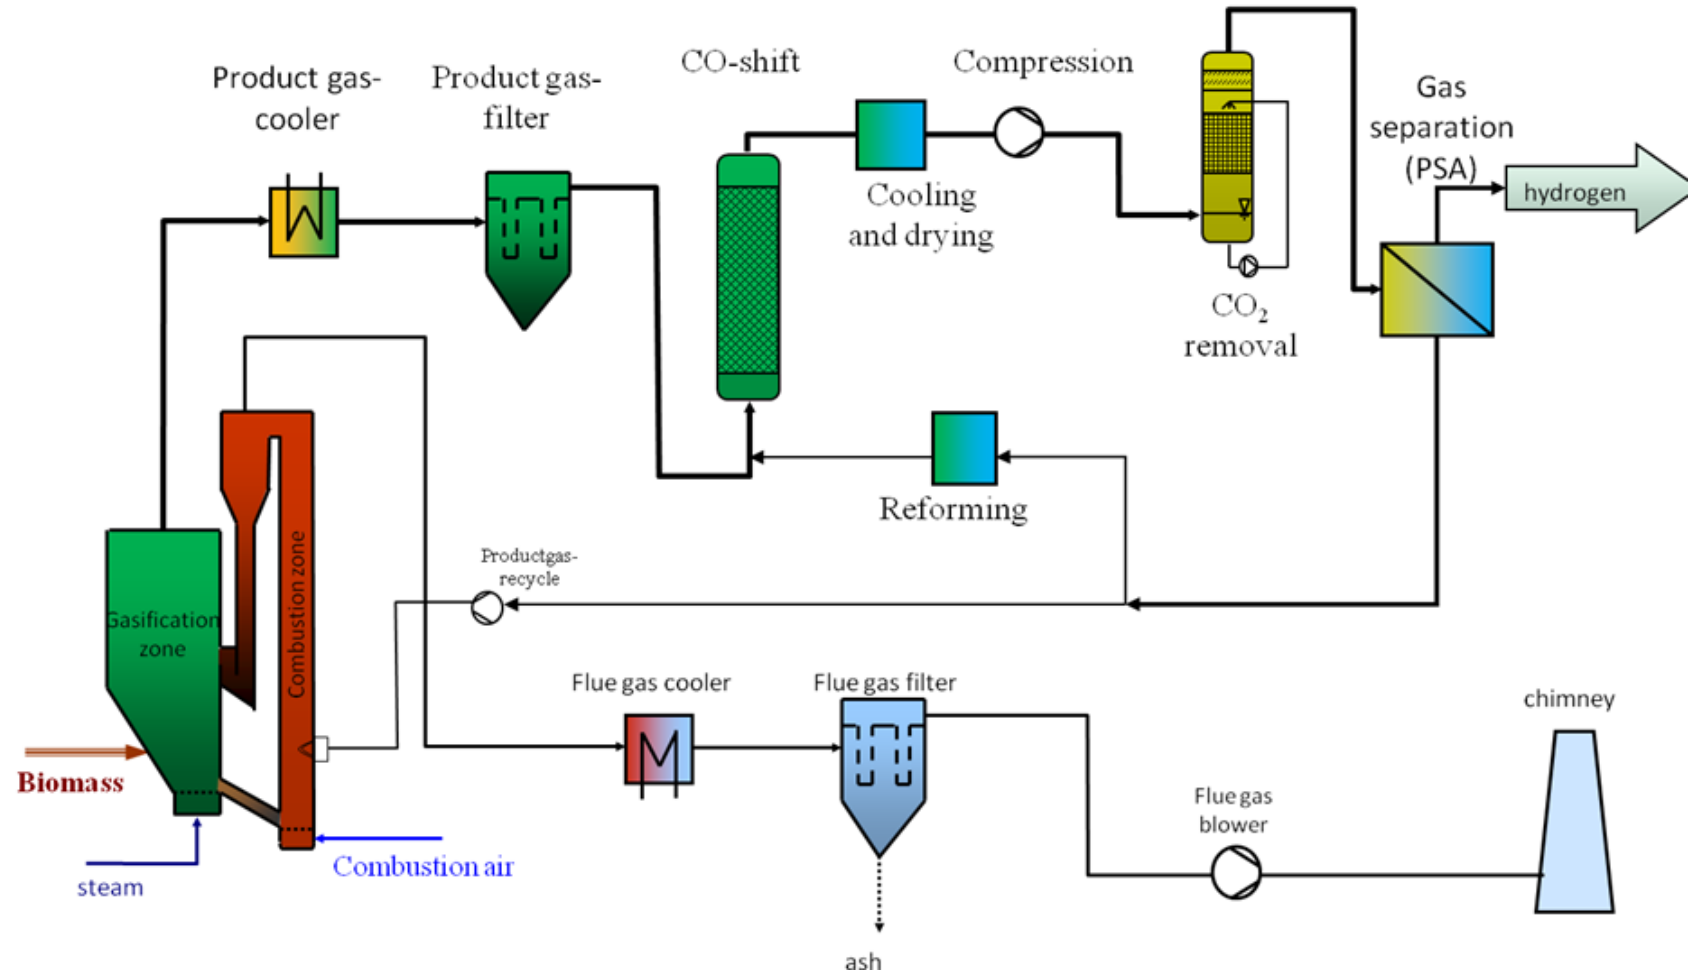 Product gas-
cooler
Product gas-
filter
CO-shift
Compression
Gas
separation
(PSA)
hydrogen
Cooling
and drying
CO₂
removal
Reforming
Productgas-
recycle
Gasification
zone
Combustion zone
Biomass
steam
Combustion air
Flue gas cooler
Flue gas filter
ash
Flue gas
blower
chimney